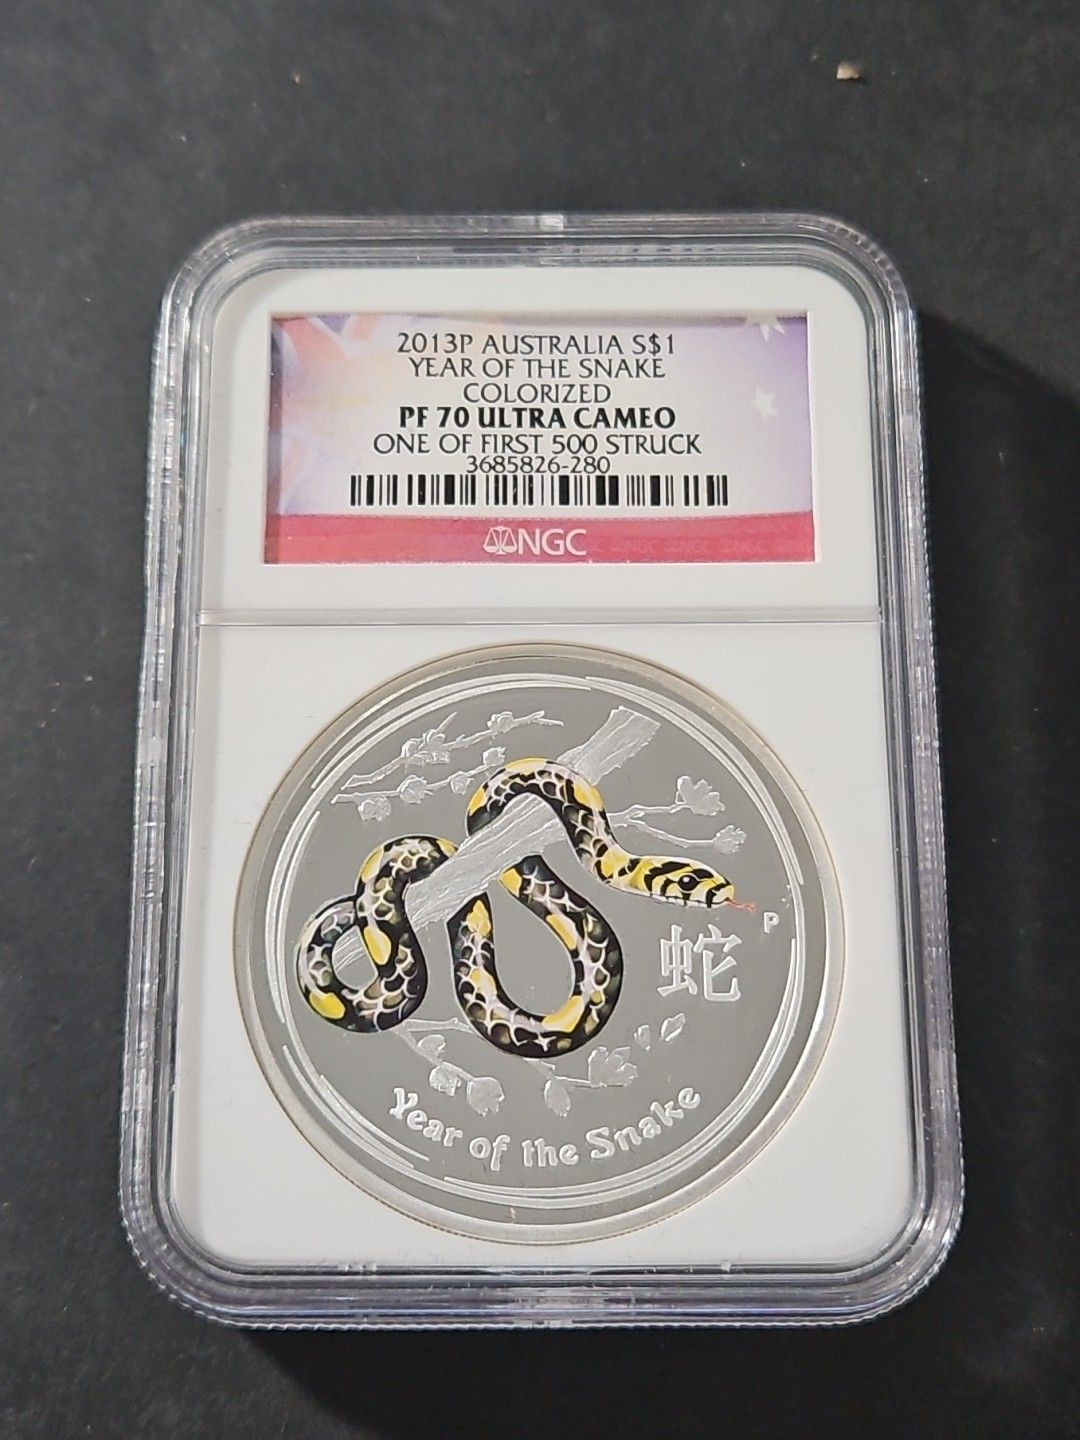 2013P AUSTRALIA S$1
YEAR OF THE SNAKE
COLORIZED
PF 70 ULTRA CAMEO
ONE OF FIRST 500 STRUCK
3685826-280
NGC
P
蛇
Year of the Snake